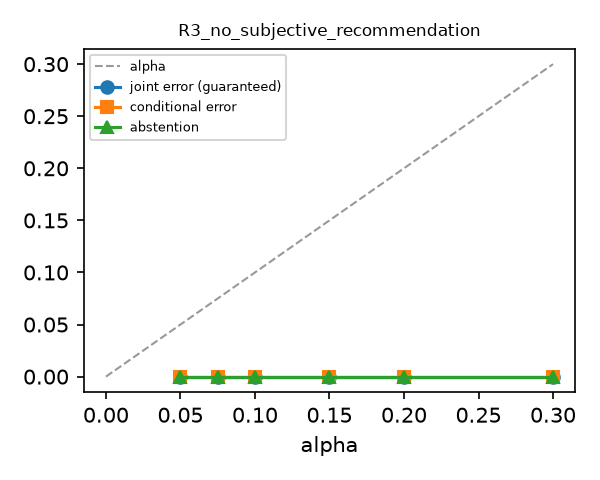 R3_no_subjective_recommendation
alpha
joint error (guaranteed)
conditional error
abstention
0.30
0.25
0.20
0.15
0.10
0.05
0.00
0.00 0.05 0.10 0.15 0.20 0.25 0.30
alpha